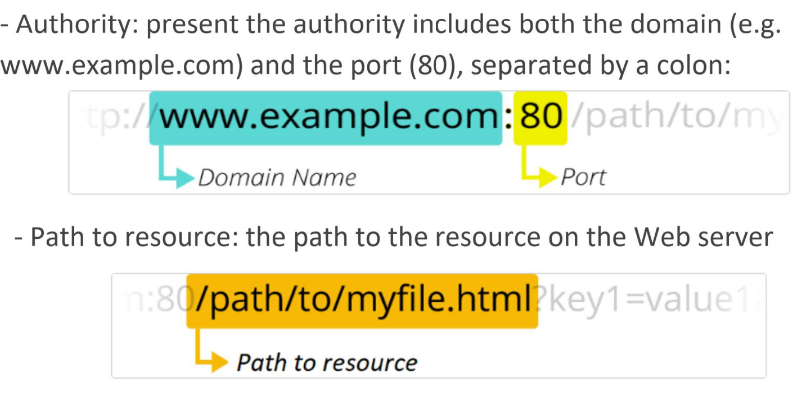 - Authority: present the authority includes both the domain (e.g.
www.example.com) and the port (80), separated by a colon:
tp://www.example.com:80/path/to/my
Domain Name Port
- Path to resource: the path to the resource on the Web server
m:80/path/to/myfile.html?key1=value1
Path to resource